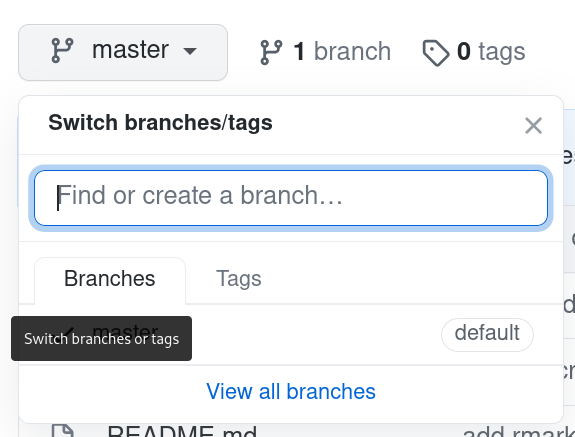 master
1 branch
0 tags
Switch branches/tags
Find or create a branch…
Branches
Tags
master
default
Switch branches or tags
View all branches
README.md
add rmark